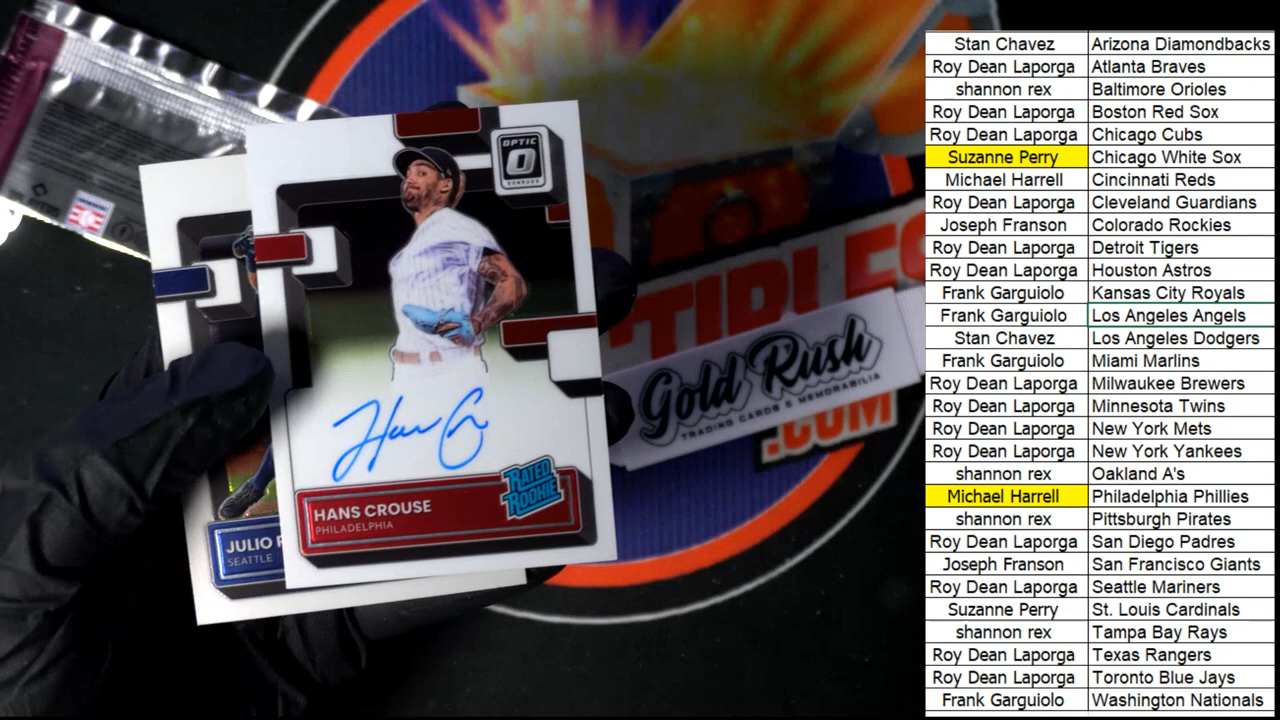 OPTIC
DONRUSS
Hans C
RATED
ROOKIE
HANS CROUSE
PHILADELPHIA
JULIO
SEATTLE
TIBLES
.COM
Gold Rush
TRADING CARDS & MEMORABILIA
Stan Chavez Arizona Diamondbacks
Roy Dean Laporga Atlanta Braves
shannon rex Baltimore Orioles
Roy Dean Laporga Boston Red Sox
Roy Dean Laporga Chicago Cubs
Suzanne Perry Chicago White Sox
Michael Harrell Cincinnati Reds
Roy Dean Laporga Cleveland Guardians
Joseph Franson Colorado Rockies
Roy Dean Laporga Detroit Tigers
Roy Dean Laporga Houston Astros
Frank Garguiolo Kansas City Royals
Frank Garguiolo Los Angeles Angels
Stan Chavez Los Angeles Dodgers
Frank Garguiolo Miami Marlins
Roy Dean Laporga Milwaukee Brewers
Roy Dean Laporga Minnesota Twins
Roy Dean Laporga New York Mets
Roy Dean Laporga New York Yankees
shannon rex Oakland A's
Michael Harrell Philadelphia Phillies
shannon rex Pittsburgh Pirates
Roy Dean Laporga San Diego Padres
Joseph Franson San Francisco Giants
Roy Dean Laporga Seattle Mariners
Suzanne Perry St. Louis Cardinals
shannon rex Tampa Bay Rays
Roy Dean Laporga Texas Rangers
Roy Dean Laporga Toronto Blue Jays
Frank Garguiolo Washington Nationals